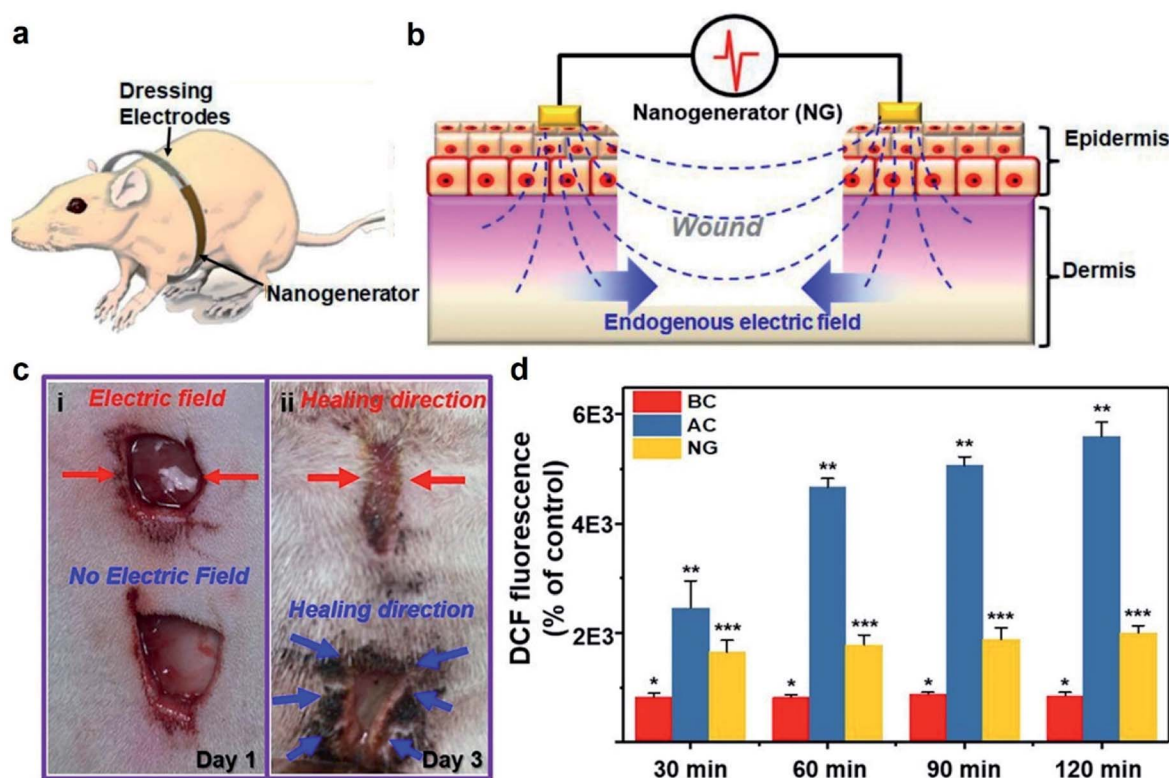 a
Dressing
Electrodes
Nanogenerator
b
Nanogenerator (NG)
Epidermis
Wound
Dermis
Endogenous electric field
c
i
Electric field
No Electric Field
Day 1
ii
Healing direction
Healing direction
Day 3
d
DCF fluorescence
(% of control)
6E3
4E3
2E3
BC
AC
NG
*
**
***
*
**
***
*
**
***
*
**
***
30 min
60 min
90 min
120 min